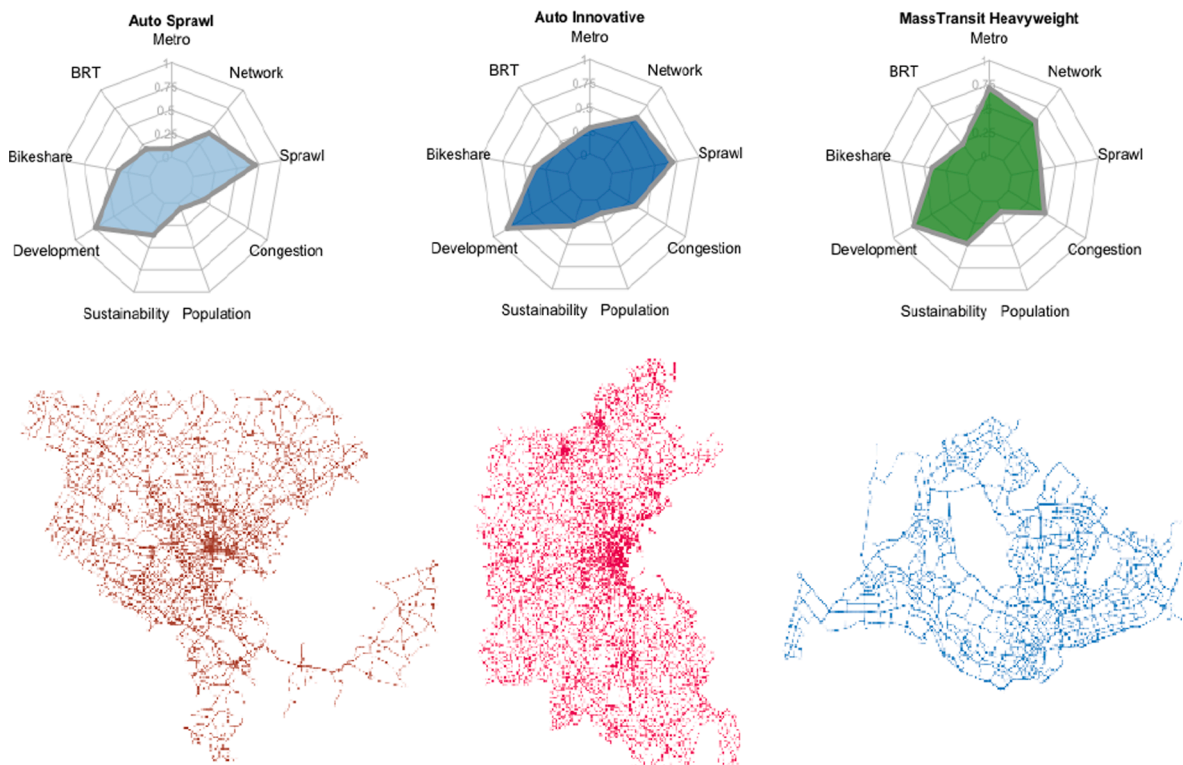 Auto Sprawl
Metro
1
BRT
Network
0.75
0.5
0.25
Bikeshare
0
Sprawl
Development
Congestion
Sustainability Population
Auto Innovative
Metro
1
BRT
Network
0.75
0.5
0.25
Bikeshare
0
Sprawl
Development
Congestion
Sustainability Population
MassTransit Heavyweight
Metro
1
BRT
Network
0.75
0.5
0.25
Bikeshare
0
Sprawl
Development
Congestion
Sustainability Population